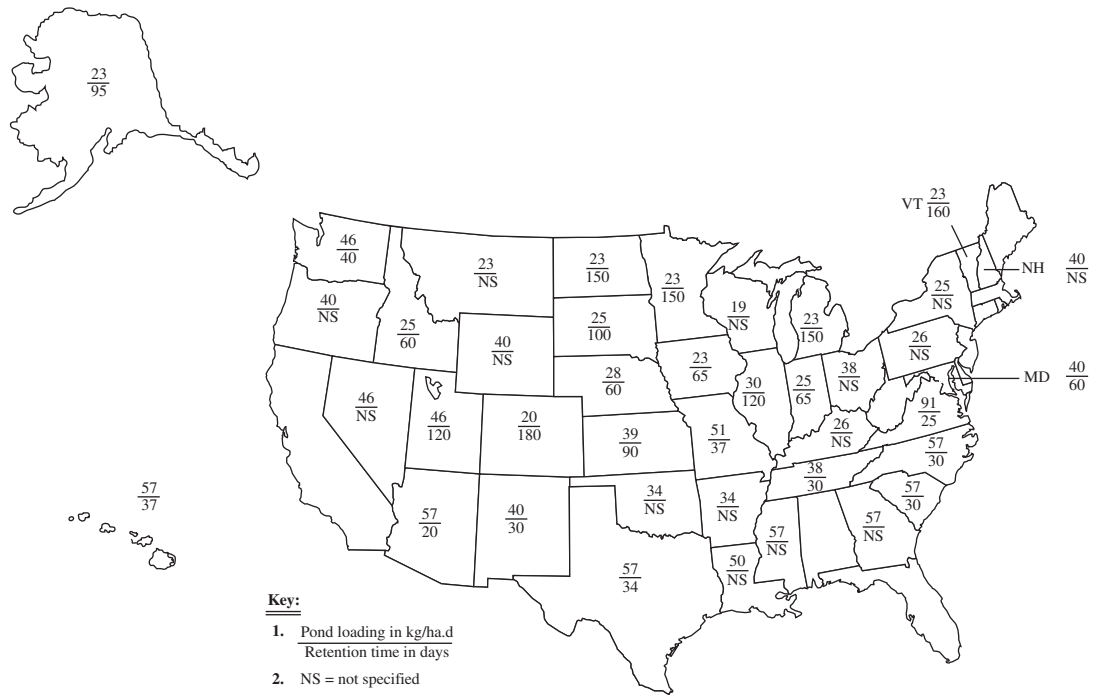 23
95
VT 23
160
46
40
23
NS
23
150
23
150
NH 40
NS
40
NS
25
60
40
NS
25
100
19
NS
23
150
25
NS
26
NS
46
NS
46
120
20
180
28
60
23
65
30
120
25
65
38
NS
MD 40
60
91
25
39
90
51
37
26
NS
57
30
38
30
57
37
57
20
40
30
34
NS
34
NS
57
30
57
34
50
NS
57
NS
57
NS
Key:
1. Pond loading in kg/ha.d
Retention time in days
2. NS = not specified